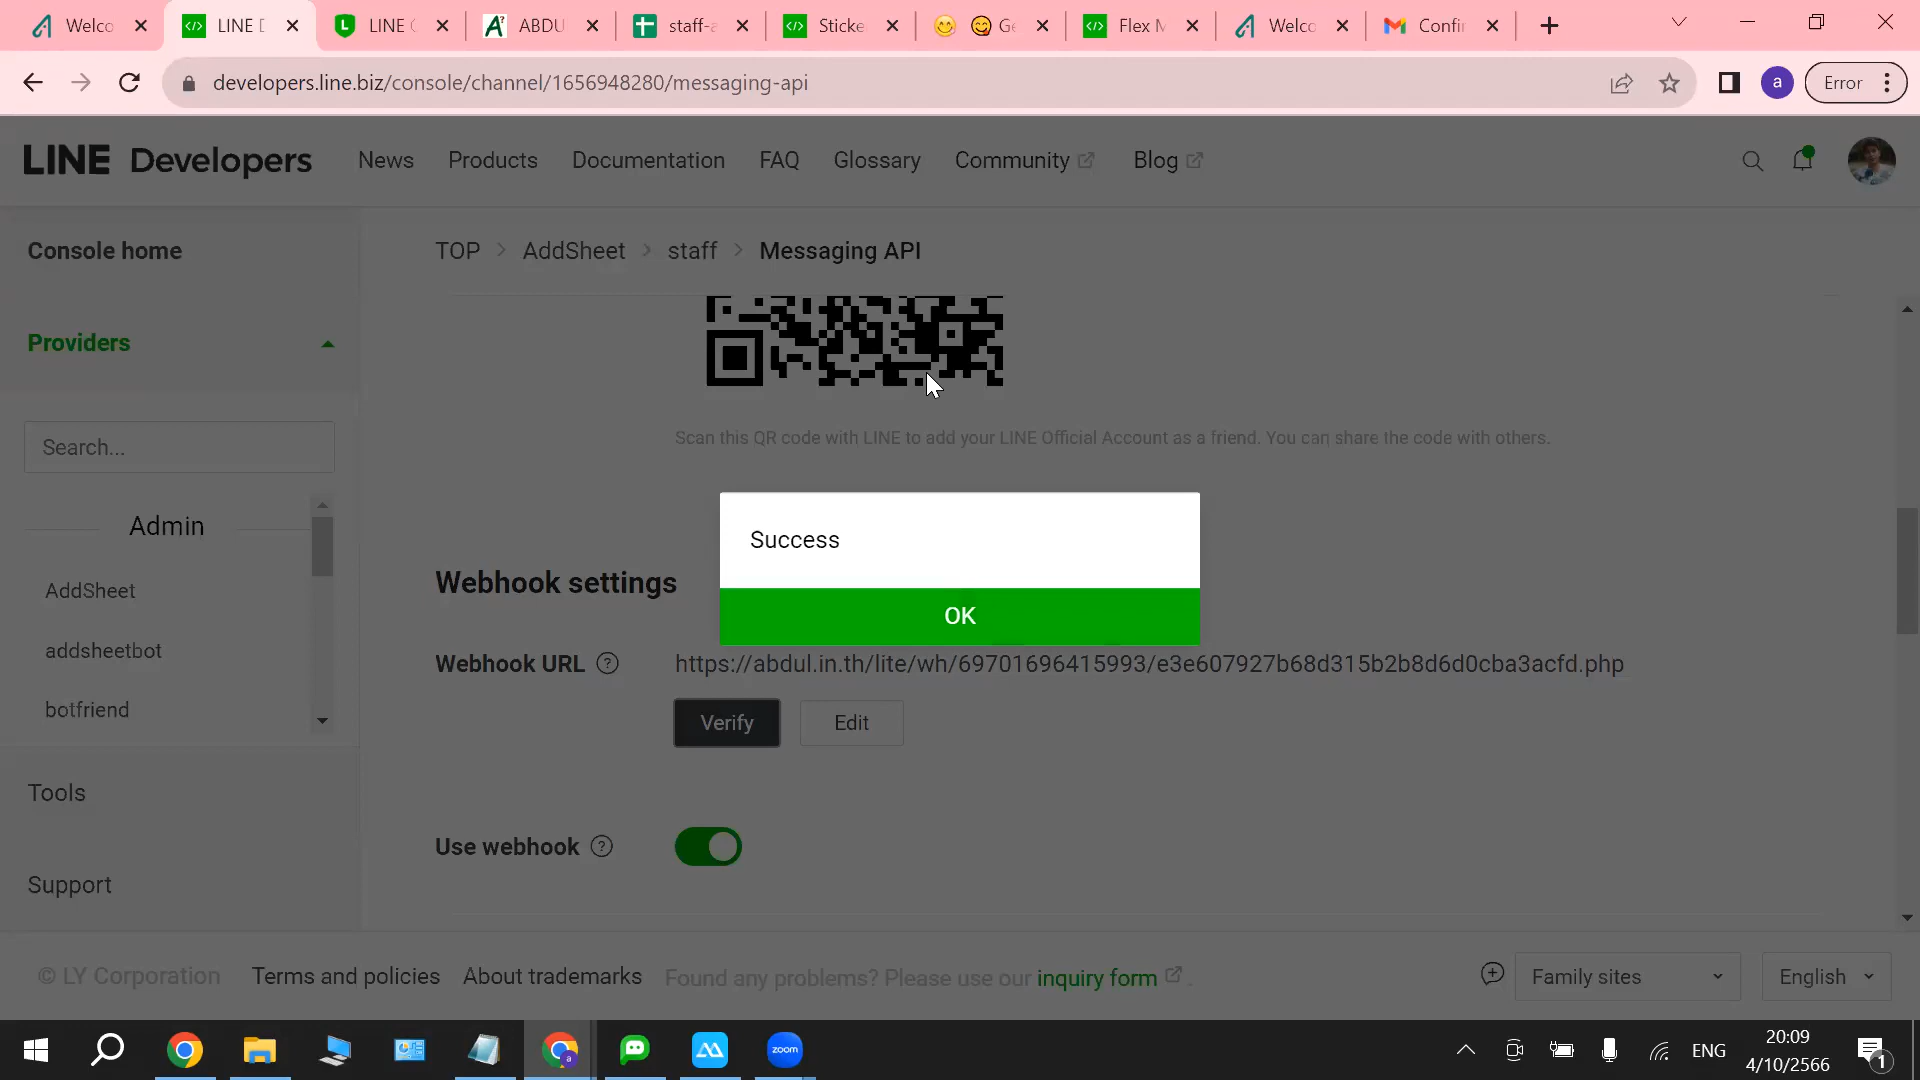 Welco
LINE D
LINE
ABDU
staff-a
Sticke
Ge
Flex M
Welco
Confir
developers.line.biz/console/channel/1656948280/messaging-api
a
Error
LINE Developers
News
Products
Documentation
FAQ
Glossary
Community
Blog
Console home
TOP > AddSheet > staff > Messaging API
Providers
Search...
Scan this QR code with LINE to add your LINE Official Account as a friend. You can share the code with others.
Admin
Success
AddSheet
Webhook settings
OK
addsheetbot
Webhook URL
https://abdul.in.th/lite/wh/69701696415993/e3e607927b68d315b2b8d6d0cba3acfd.php
botfriend
Verify
Edit
Tools
Use webhook
Support
© LY Corporation
Terms and policies
About trademarks
Found any problems? Please use our inquiry form .
Family sites
English
zoom
ENG
20:09
4/10/2566
1